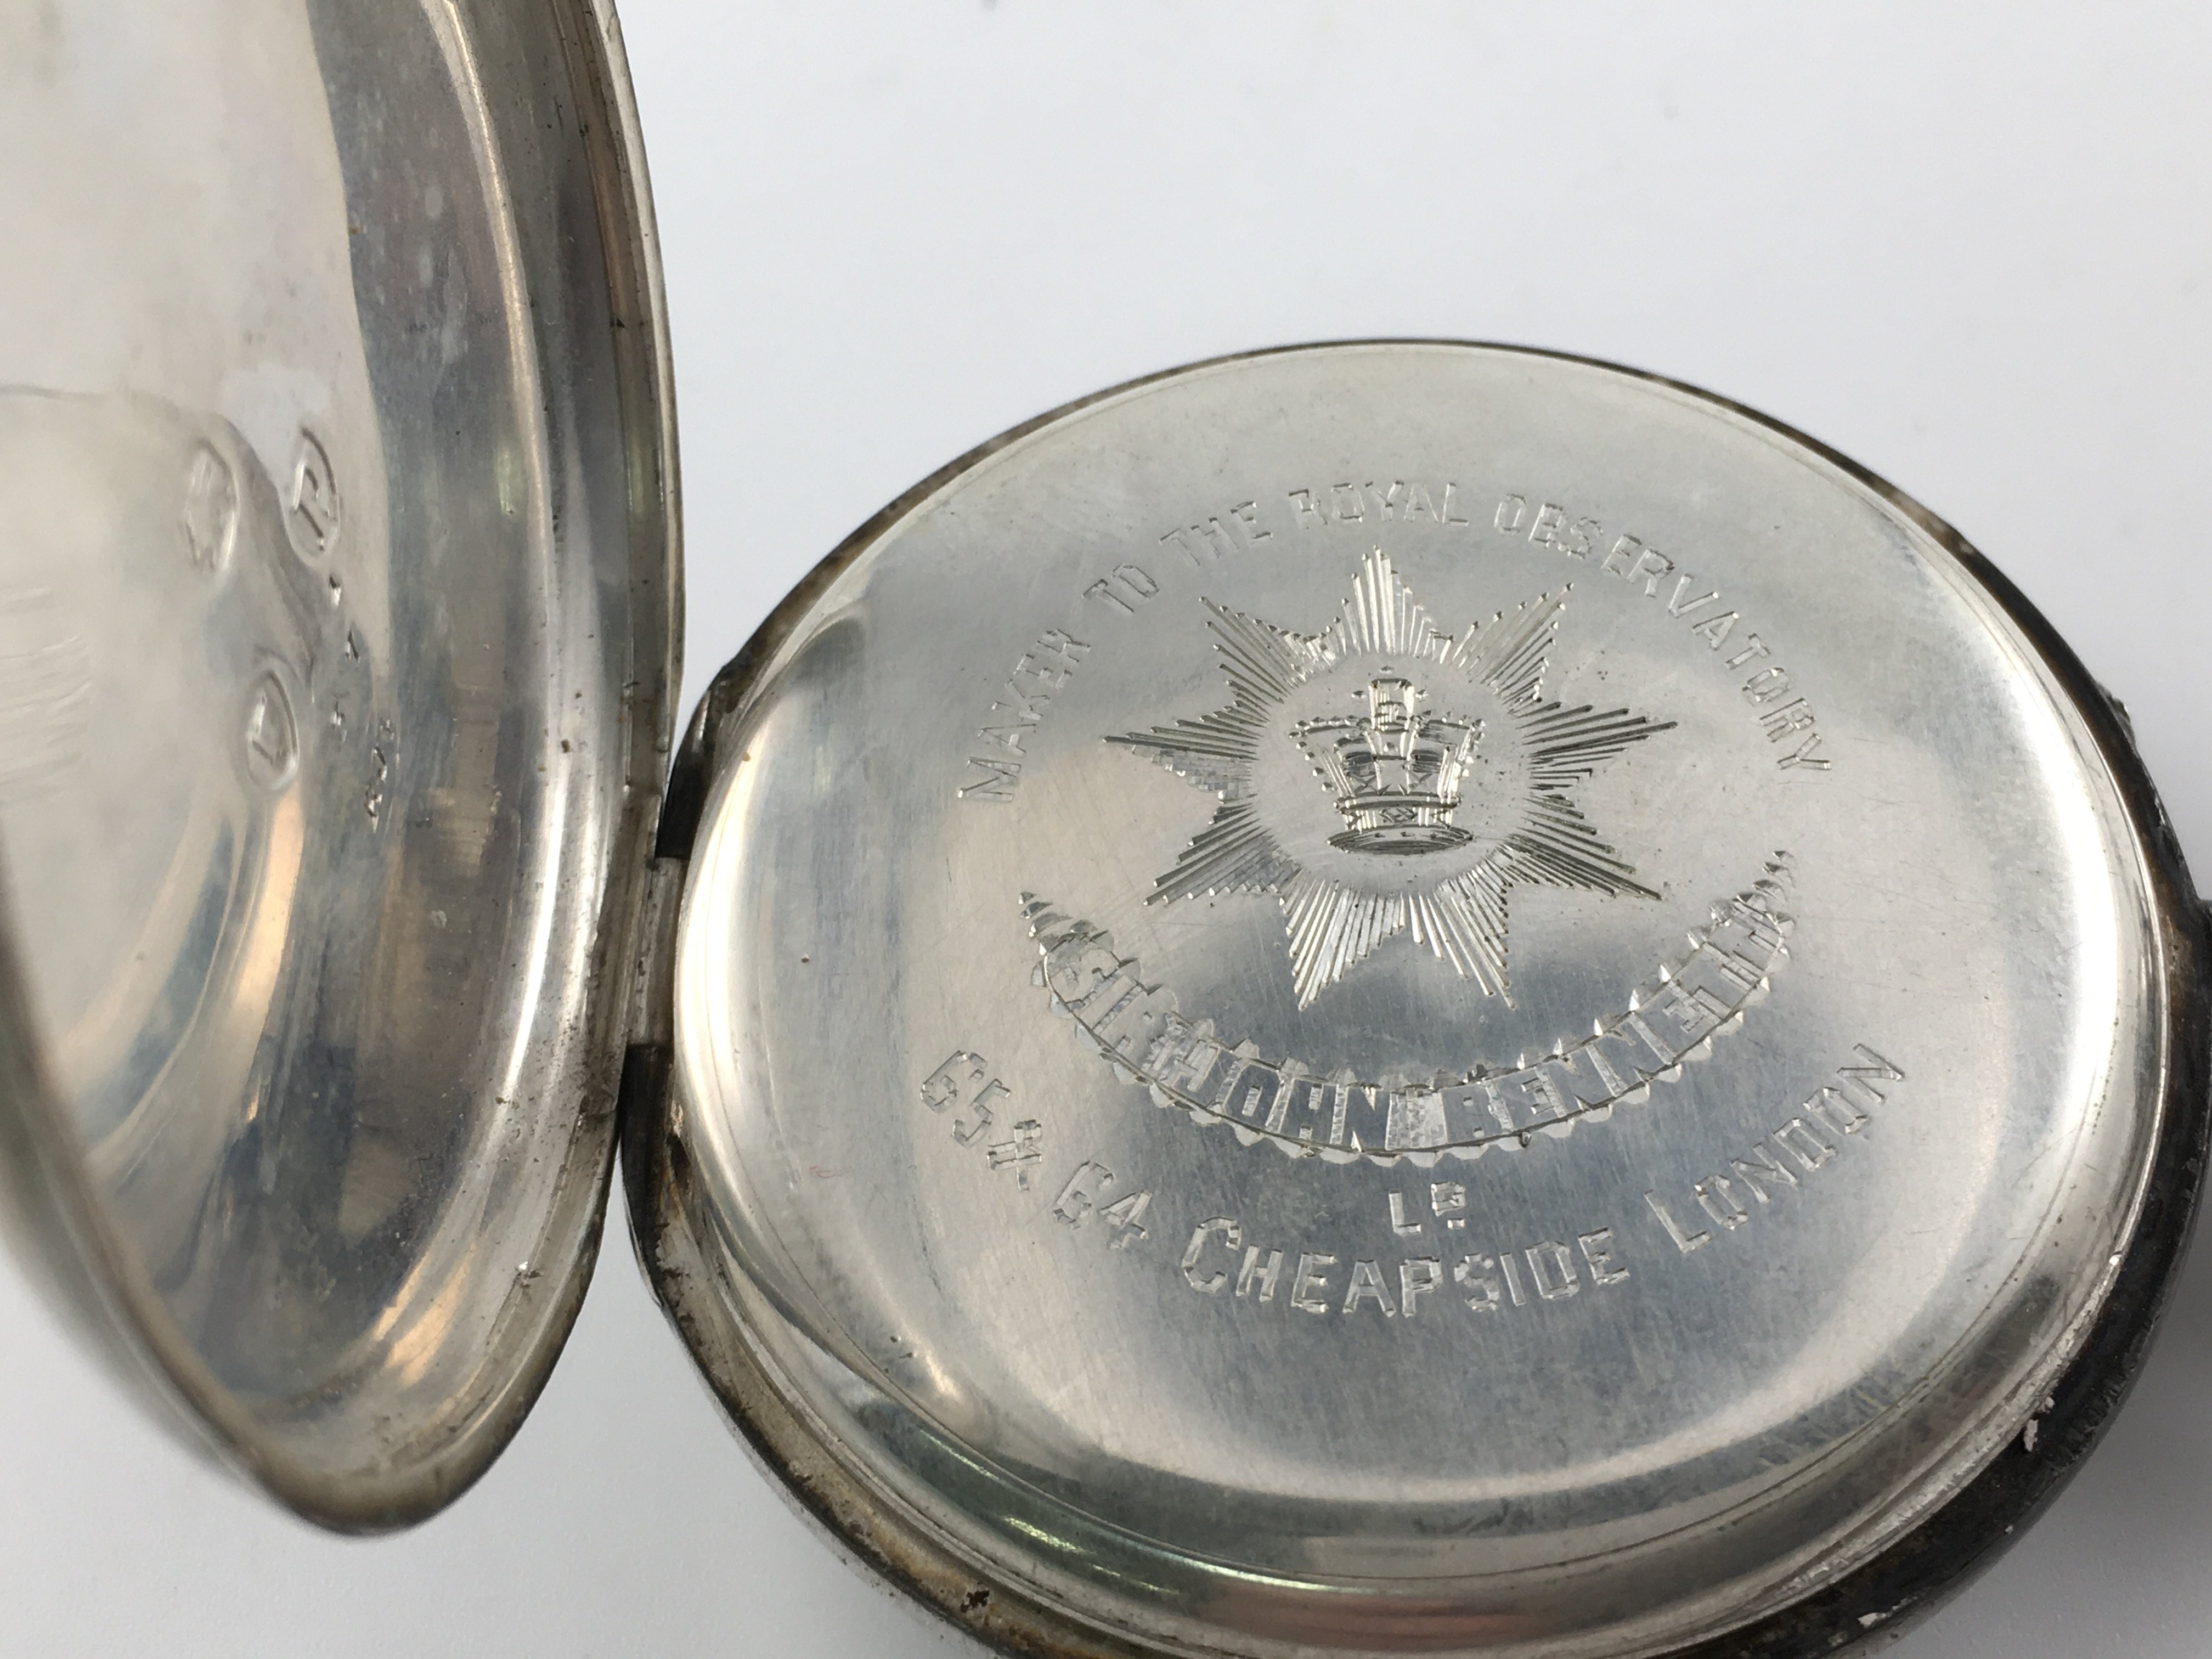 MAKER TO THE ROYAL OBSERVATORY
SIR JOHN BENNETT
LD
65 & 64 CHEAPSIDE LONDON